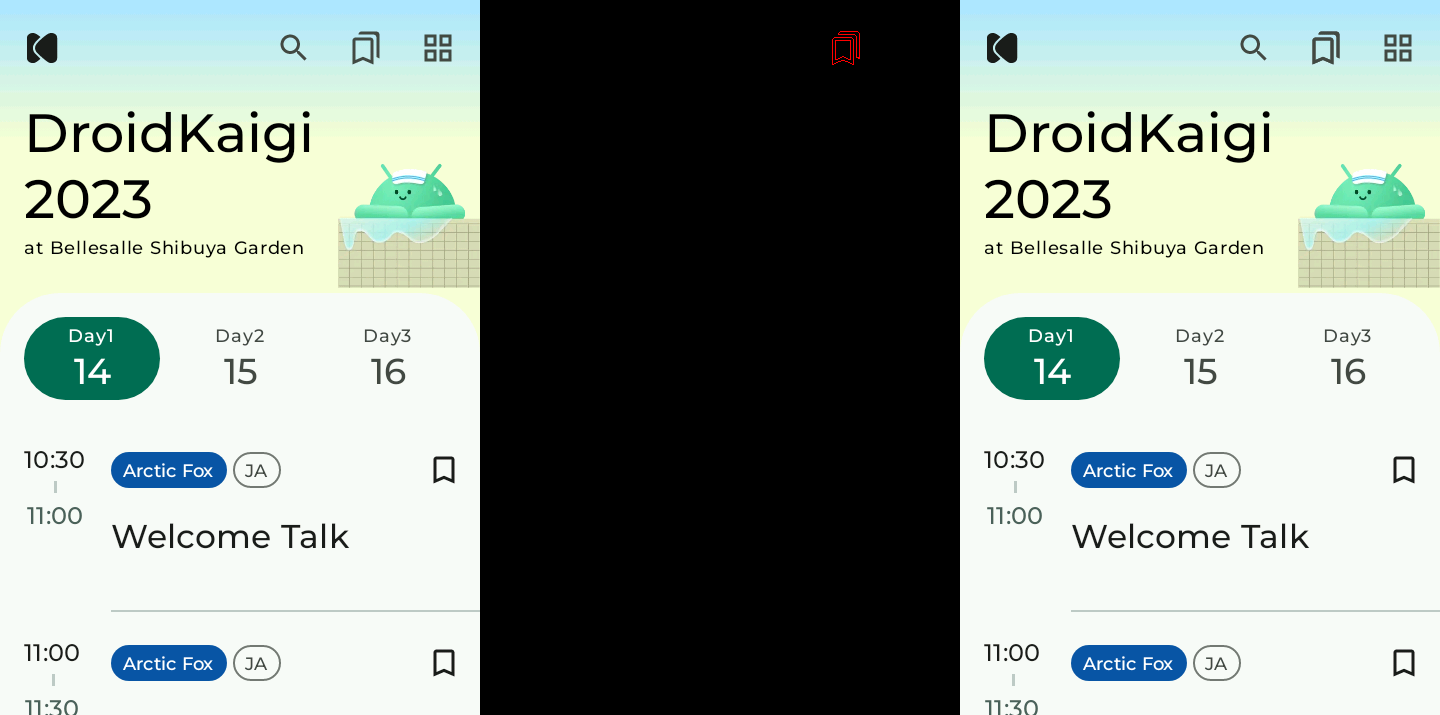 DroidKaigi
2023
at Bellesalle Shibuya Garden
Day1 Day2 Day3
14 15 16
10:30 Arctic Fox JA
11:00
Welcome Talk
11:00 Arctic Fox JA
11:30
DroidKaigi
2023
at Bellesalle Shibuya Garden
Day1 Day2 Day3
14 15 16
10:30 Arctic Fox JA
11:00
Welcome Talk
11:00 Arctic Fox JA
11:30